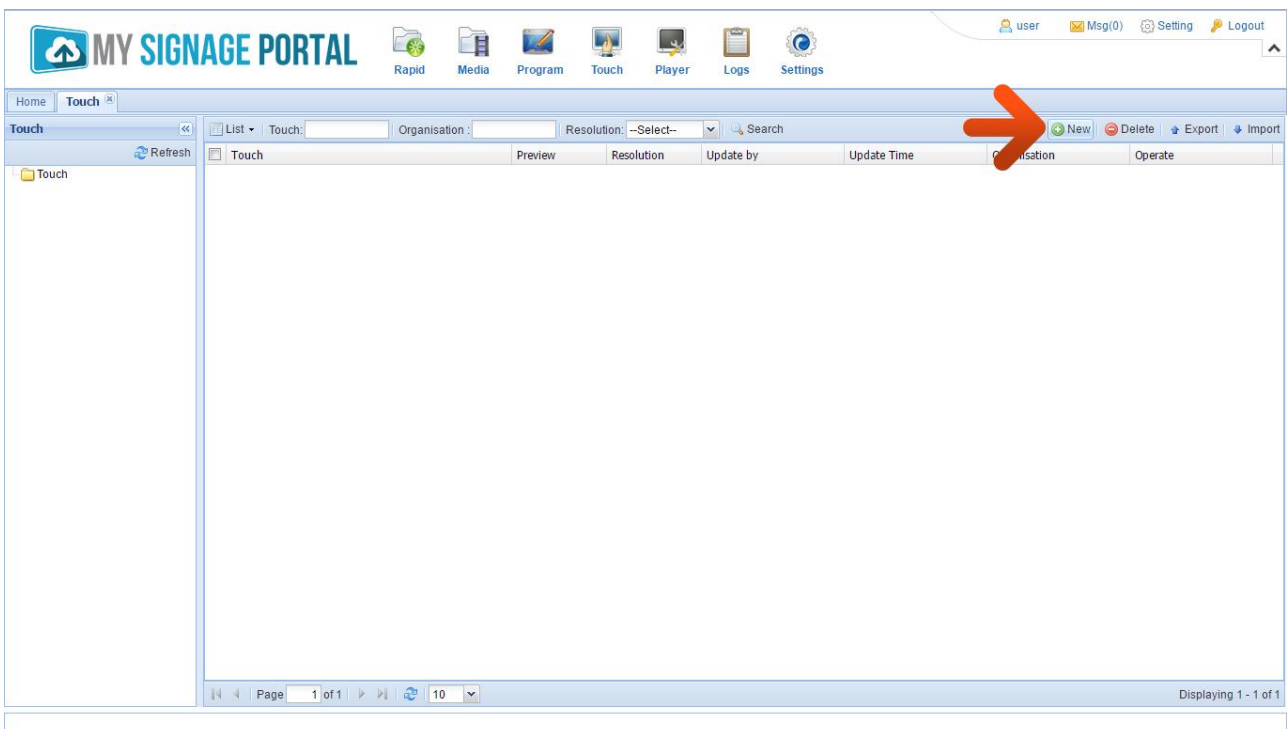 MY SIGNAGE PORTAL
Rapid Media Program Touch Player Logs Settings
user Msg(0) Setting Logout
Home Touch
Touch
Refresh
Touch
List Touch: Organisation : Resolution: --Select-- Search New Delete Export Import
Touch Preview Resolution Update by Update Time Operate
Page 1 of 1 10 Displaying 1 - 1 of 1